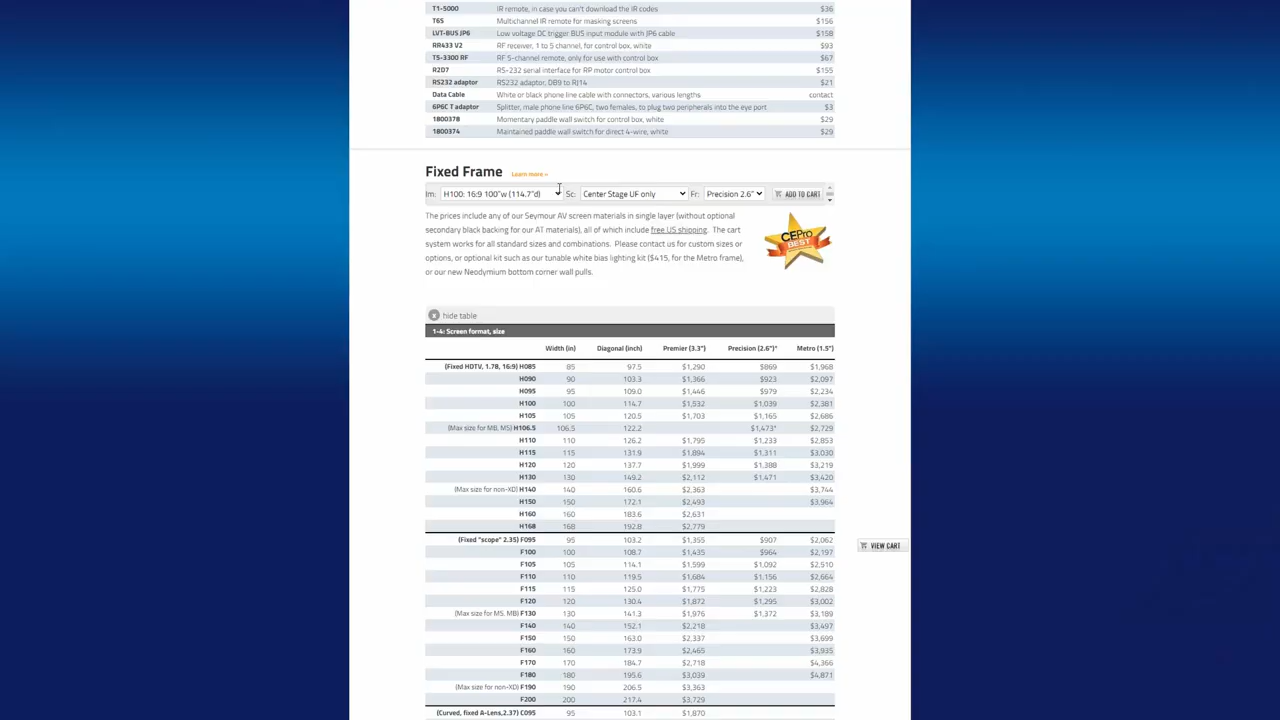 T1-5000 IR remote, in case you can't download the IR codes $36
T6S Multichannel IR remote for masking screens $156
LVT-BUS JP6 Low voltage DC trigger BUS input module with JP6 cable $158
RR433 V2 RF receiver, 1 to 5 channel, for control box, white $93
T5-3300 RF RF 5-channel remote, only for use with control box $67
R2D7 RS-232 serial interface for RP motor control box $155
RS232 adaptor RS232 adaptor, DB9 to RJ14 $21
Data Cable White or black phone line cable with connectors, various lengths contact
6P6C T adaptor Splitter, male phone line 6P6C, two females, to plug two peripherals into the eye port $3
1800378 Momentary paddle wall switch for control box, white $29
1800374 Maintained paddle wall switch for direct 4-wire, white $29
Fixed Frame Learn more »
Im: H100: 16:9 100"w (114.7"d) Sc: Center Stage UF only Fr: Precision 2.6" ADD TO CART
The prices include any of our Seymour AV screen materials in single layer (without optional
secondary black backing for our AT materials), all of which include free US shipping. The cart
system works for all standard sizes and combinations. Please contact us for custom sizes or
options, or optional kit such as our tunable white bias lighting kit ($415, for the Metro frame),
or our new Neodymium bottom corner wall pulls.
CEPro
BEST
x hide table
1-4: Screen format, size
Width (in) Diagonal (inch) Premier (3.3") Precision (2.6")* Metro (1.5")
(Fixed HDTV, 1.78, 16:9) H085 85 97.5 $1,290 $869 $1,968
H090 90 103.3 $1,366 $923 $2,097
H095 95 109.0 $1,446 $979 $2,234
H100 100 114.7 $1,532 $1,039 $2,381
H105 105 120.5 $1,703 $1,165 $2,686
(Max size for MB, MS) H106.5 106.5 122.2 $1,473* $2,729
H110 110 126.2 $1,795 $1,233 $2,853
H115 115 131.9 $1,894 $1,311 $3,030
H120 120 137.7 $1,999 $1,388 $3,219
H130 130 149.2 $2,112 $1,471 $3,420
(Max size for non-XD) H140 140 160.6 $2,363 $3,744
H150 150 172.1 $2,493 $3,964
H160 160 183.6 $2,631
H168 168 192.8 $2,779
(Fixed "scope" 2.35) F095 95 103.2 $1,355 $907 $2,062
VIEW CART
F100 100 108.7 $1,435 $964 $2,197
F105 105 114.1 $1,599 $1,092 $2,510
F110 110 119.5 $1,684 $1,156 $2,664
F115 115 125.0 $1,775 $1,223 $2,828
F120 120 130.4 $1,872 $1,295 $3,002
(Max size for MS, MB) F130 130 141.3 $1,976 $1,372 $3,189
F140 140 152.1 $2,218 $3,497
F150 150 163.0 $2,337 $3,699
F160 160 173.9 $2,465 $3,935
F170 170 184.7 $2,718 $4,366
F180 180 195.6 $3,039 $4,871
(Max size for non-XD) F190 190 206.5 $3,363
F200 200 217.4 $3,729
(Curved, fixed A-Lens,2.37) C095 95 103.1 $1,870